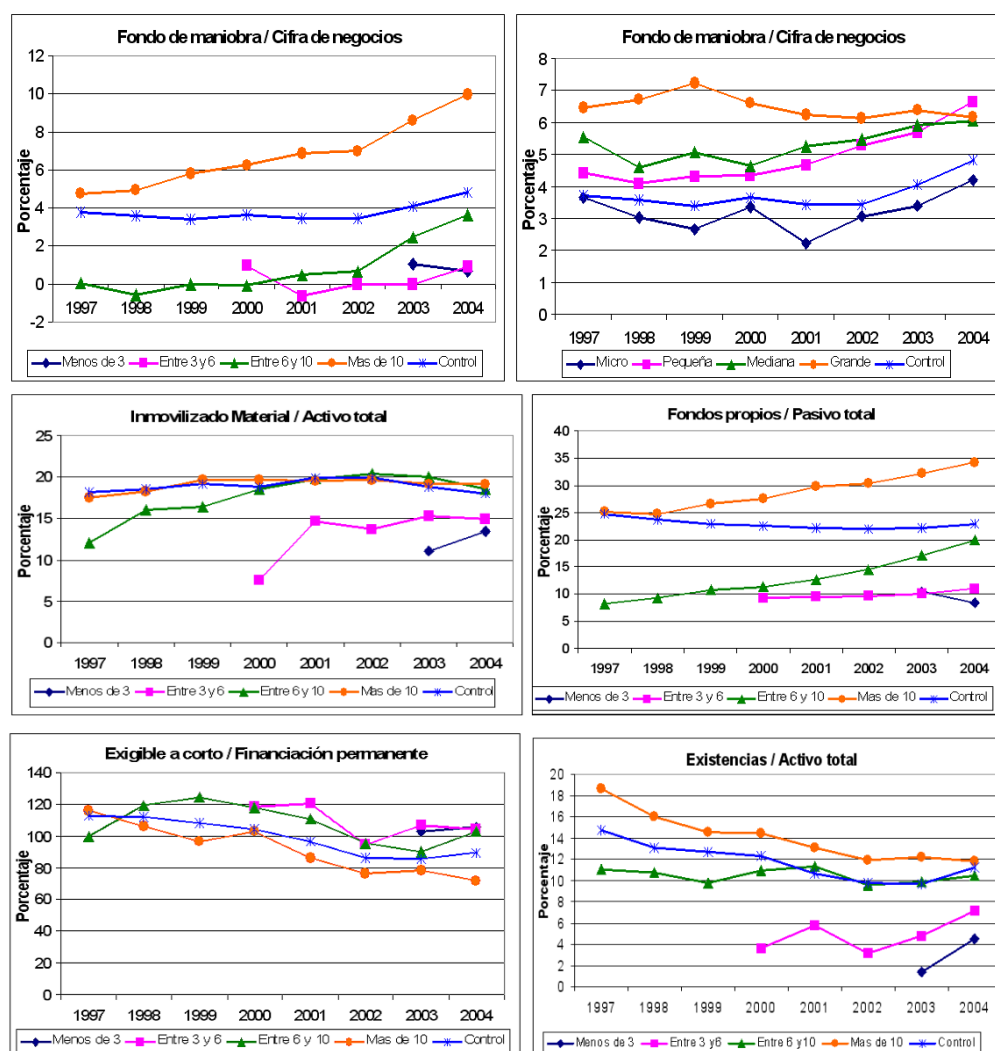 Fondo de maniobra / Cifra de negocios
Porcentaje
12
10
8
6
4
2
0
-2
1997 1998 1999 2000 2001 2002 2003 2004
Menos de 3 Entre 3 y 6 Entre 6 y 10 Mas de 10 Control
Fondo de maniobra / Cifra de negocios
Porcentaje
8
7
6
5
4
3
2
1
0
1997 1998 1999 2000 2001 2002 2003 2004
Micro Pequeña Mediana Grande Control
Inmovilizado Material / Activo total
Porcentaje
25
20
15
10
5
0
1997 1998 1999 2000 2001 2002 2003 2004
Menos de 3 Entre 3 y 6 Entre 6 y 10 Mas de 10 Control
Fondos propios / Pasivo total
Porcentaje
40
35
30
25
20
15
10
5
0
1997 1998 1999 2000 2001 2002 2003 2004
Menos de 3 Entre 3 y 6 Entre 6 y 10 Mas de 10 Control
Exigible a corto / Financiación permanente
Porcentaje
140
120
100
80
60
40
20
0
1997 1998 1999 2000 2001 2002 2003 2004
Menos de 3 Entre 3 y 6 Entre 6 y 10 Mas de 10 Control
Existencias / Activo total
Porcentaje
20
18
16
14
12
10
8
6
4
2
0
1997 1998 1999 2000 2001 2002 2003 2004
Menos de 3 Entre 3 y 6 Entre 6 y 10 Mas de 10 Control